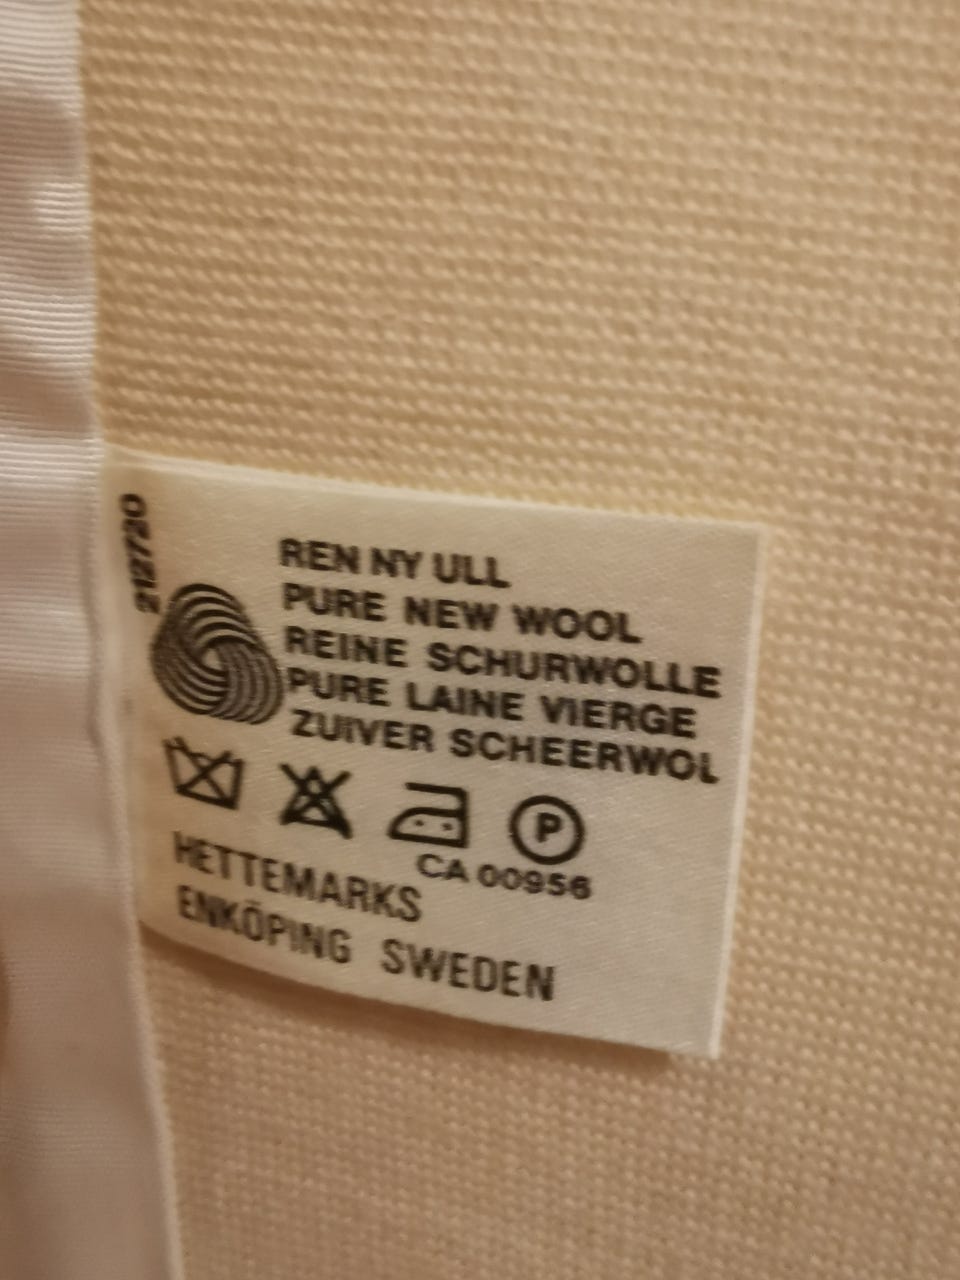 212720
REN NY ULL
PURE NEW WOOL
REINE SCHURWOLLE
PURE LAINE VIERGE
ZUIVER SCHEERWOL
P
CA 00956
HETTEMARKS
ENKÖPING SWEDEN